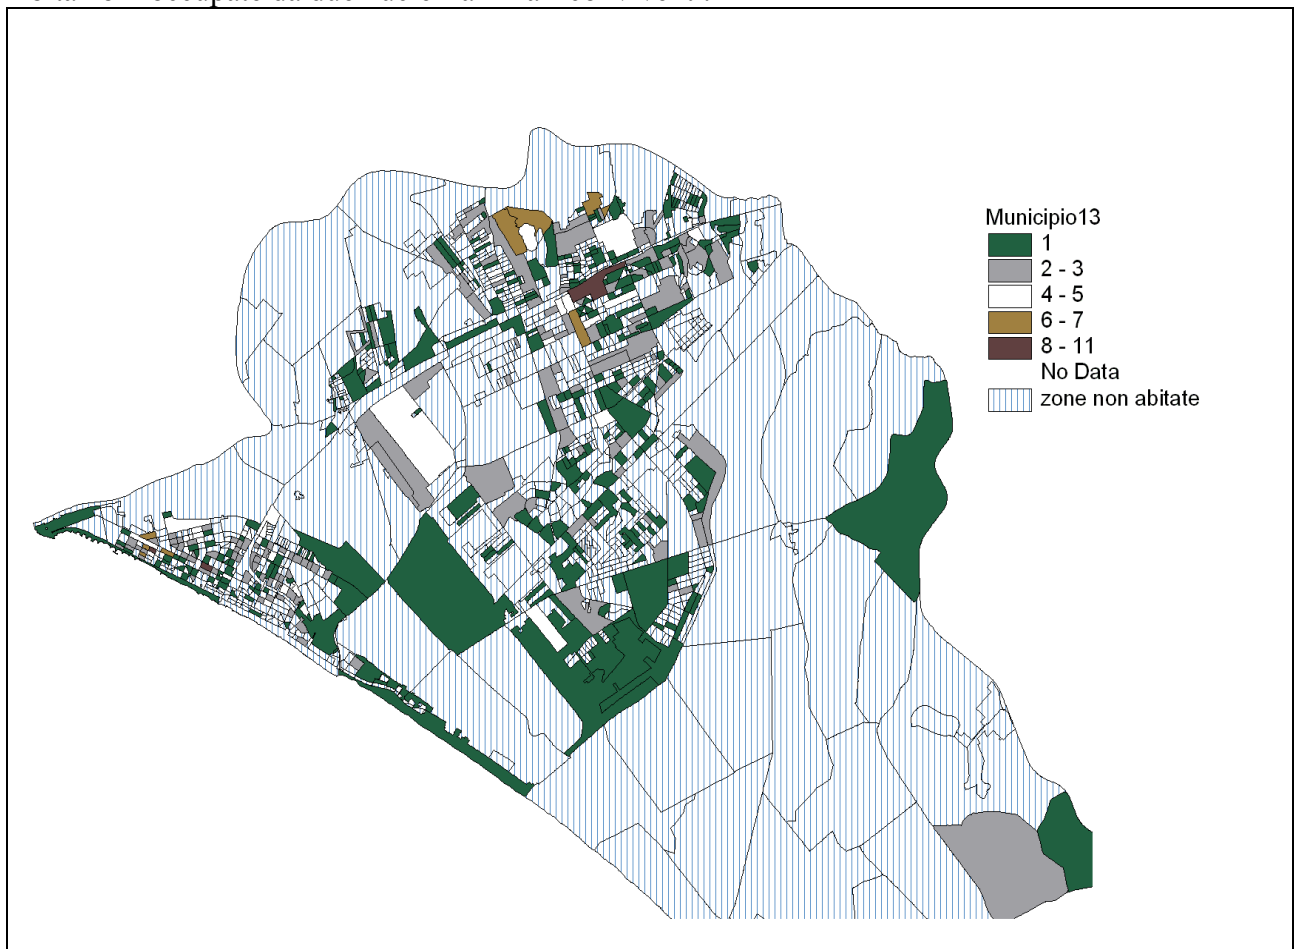 Municipio13
1
2 - 3
4 - 5
6 - 7
8 - 11
No Data
zone non abitate